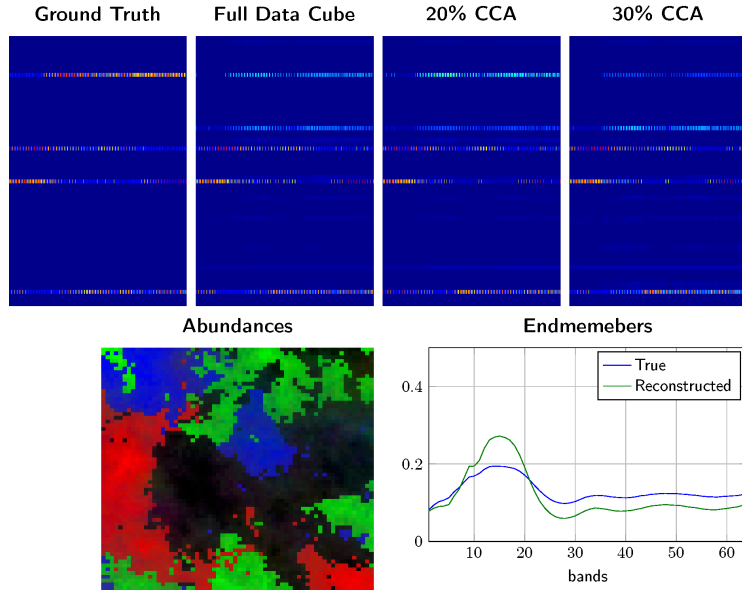 Ground Truth Full Data Cube 20% CCA 30% CCA
Abundances Endmemebers
True
Reconstructed
0.4
0.2
0
10 20 30 40 50 60
bands